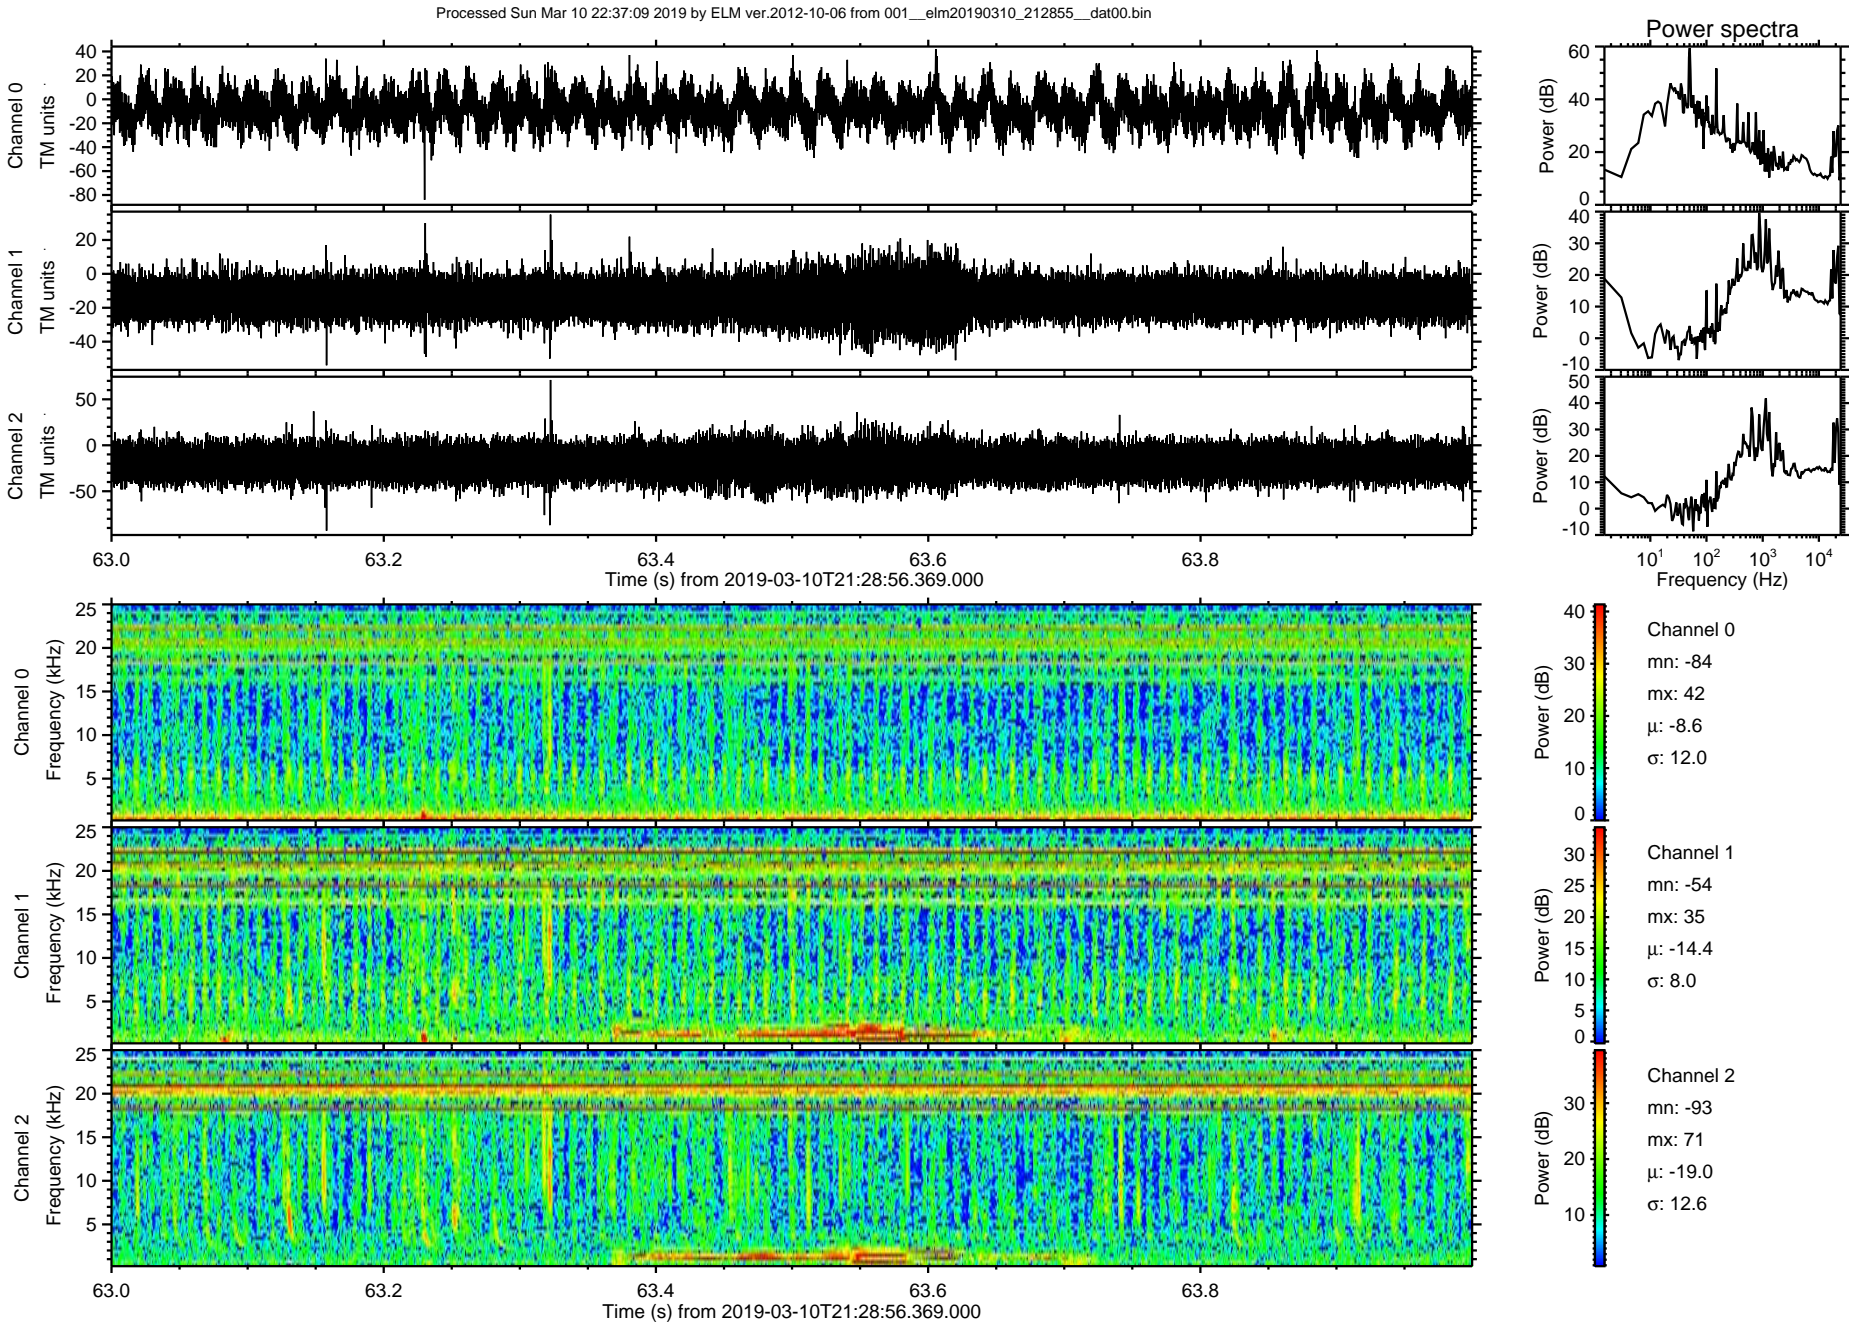 Processed Sun Mar 10 22:37:09 2019 by ELM ver.2012-10-06 from 001__elm20190310_212855__dat00.bin
Power spectra
Channel 0
TM units
40
20
0
-20
-40
-60
-80
Power (dB)
60
40
20
0
Channel 1
TM units
20
0
-20
-40
Power (dB)
40
30
20
10
0
-10
Channel 2
TM units
50
0
-50
Power (dB)
50
40
30
20
10
0
-10
63.0 63.2 63.4 63.6 63.8
Time (s) from 2019-03-10T21:28:56.369.000
10^1 10^2 10^3 10^4
Frequency (Hz)
Channel 0
Frequency (kHz)
25
20
15
10
5
Power (dB)
40
30
20
10
0
Channel 0
mn: -84
mx: 42
μ: -8.6
σ: 12.0
Channel 1
Frequency (kHz)
25
20
15
10
5
Power (dB)
30
25
20
15
10
5
0
Channel 1
mn: -54
mx: 35
μ: -14.4
σ: 8.0
Channel 2
Frequency (kHz)
25
20
15
10
5
Power (dB)
30
20
10
Channel 2
mn: -93
mx: 71
μ: -19.0
σ: 12.6
63.0 63.2 63.4 63.6 63.8
Time (s) from 2019-03-10T21:28:56.369.000